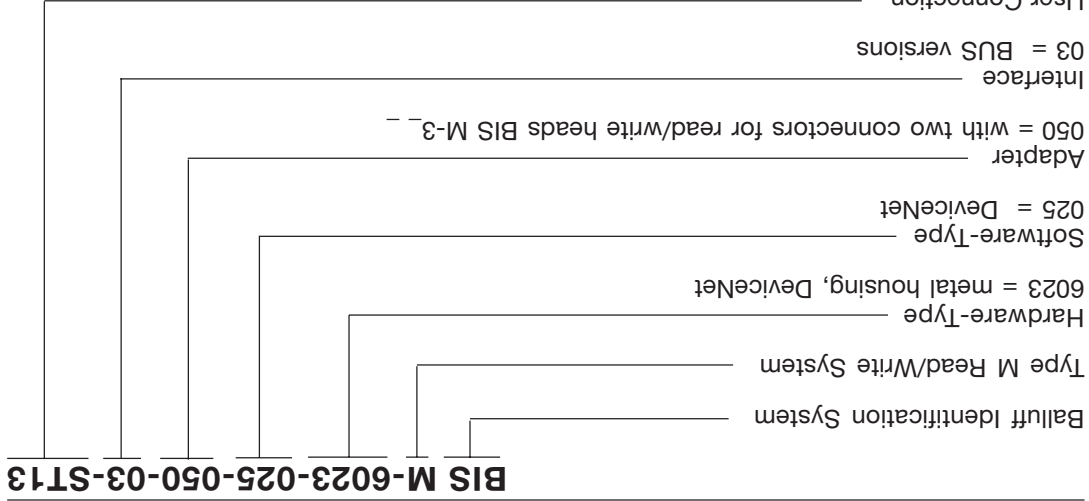 BIS M-6023-025-050-03-ST13
Balluff Identification System
Type M Read/Write System
Hardware-Type
6023 = metal housing, DeviceNet
Software-Type
025 = DeviceNet
Adapter
050 = with two connectors for read/write heads BIS M-3_ _
Interface
03 = BUS versions
User Connection